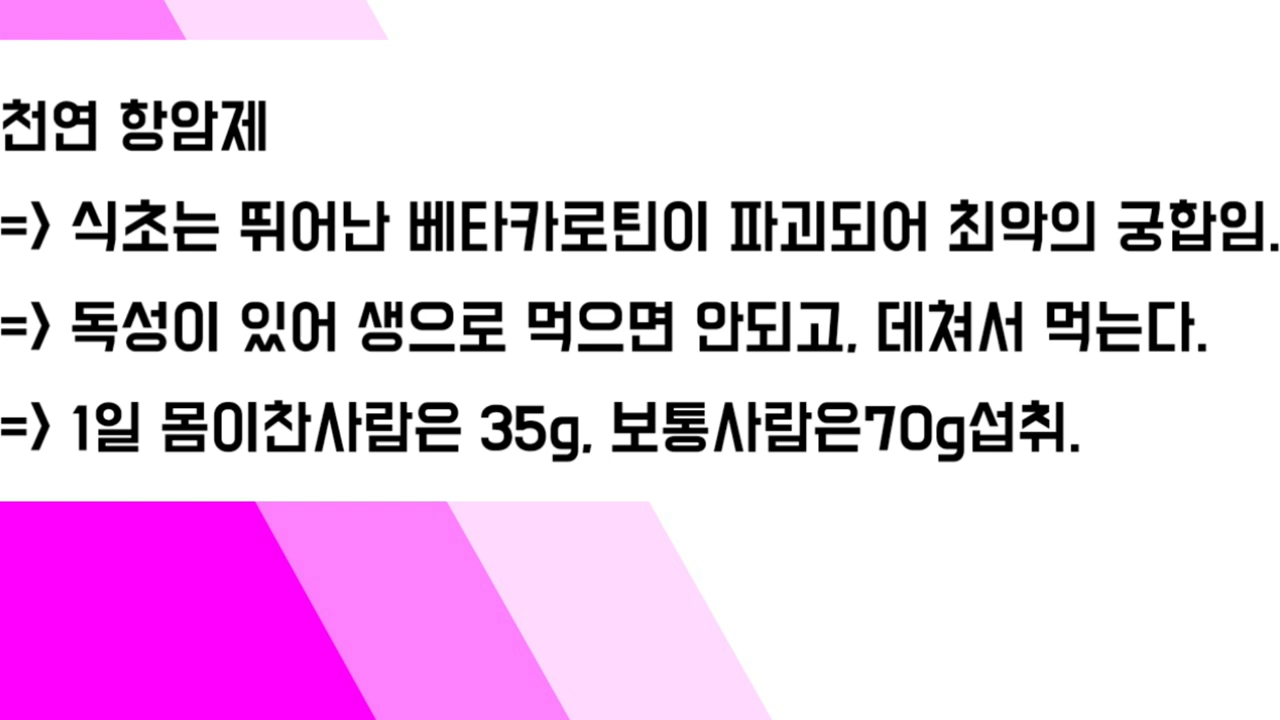 천연 항암제
=> 식초는 뛰어난 베타카로틴이 파괴되어 최악의 궁합임.
=> 독성이 있어 생으로 먹으면 안되고, 데쳐서 먹는다.
=> 1일 몸이찬사람은 35g, 보통사람은70g섭취.